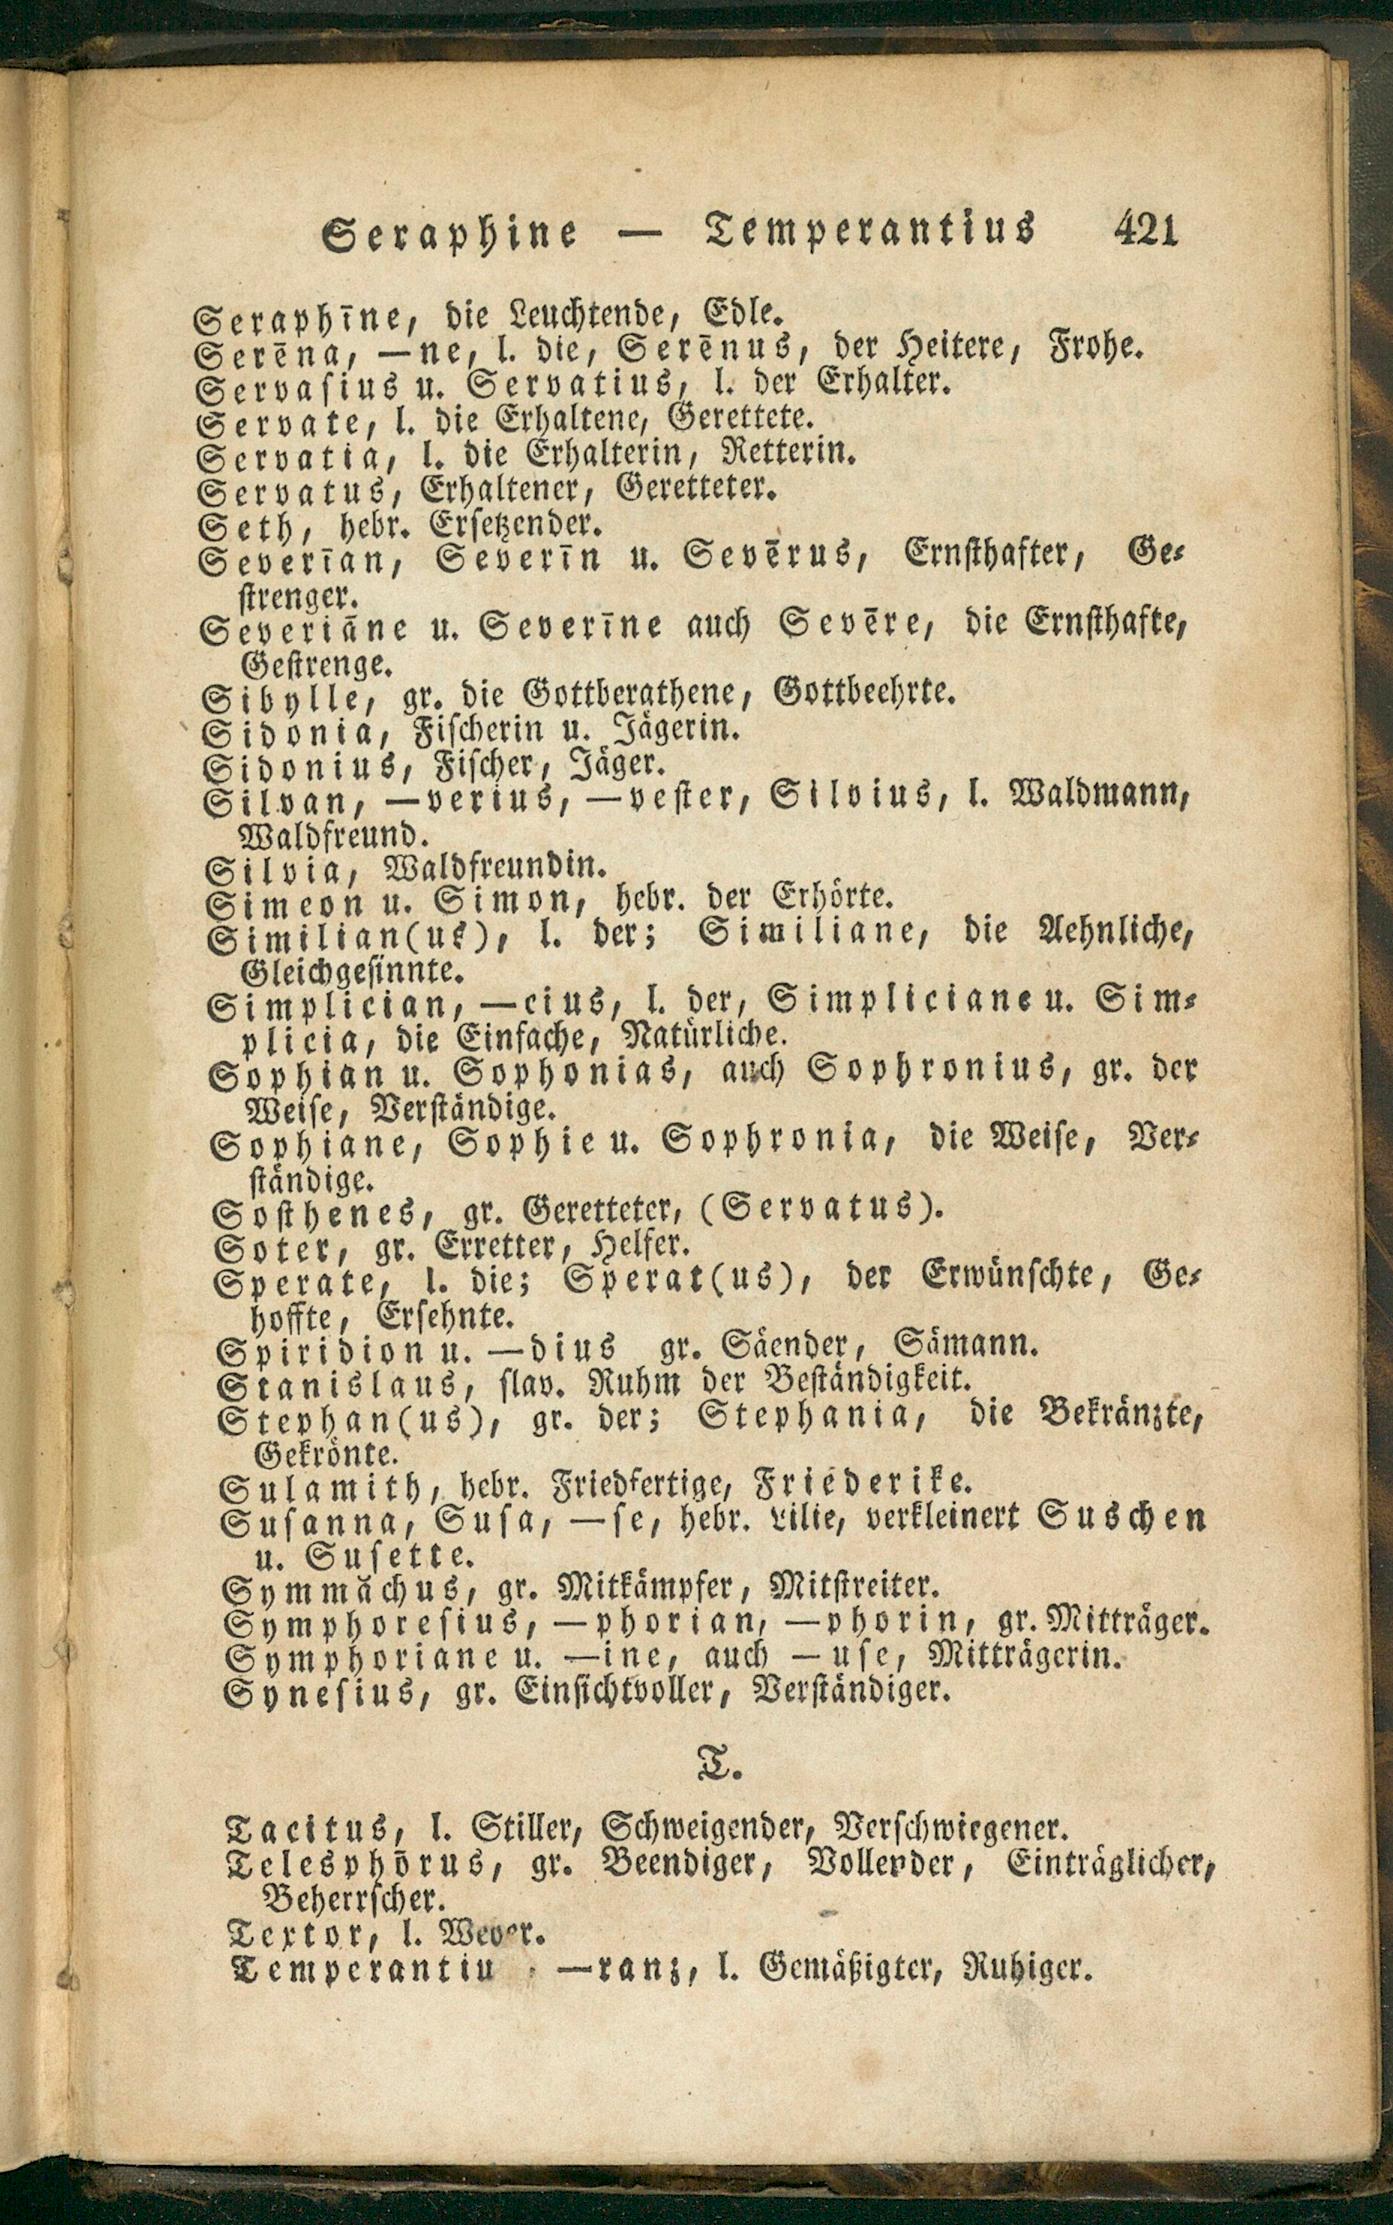 Seraphine — Temperantius 421
Seraphīne, die Leuchtende, Edle.
Serēna, —ne, l. die, Serēnus, der Heitere, Frohe.
Servasius u. Servatius, l. der Erhalter.
Servate, l. die Erhaltene, Gerettete.
Servatia, l. die Erhalterin, Retterin.
Servatus, Erhaltener, Geretteter.
Seth, hebr. Ersetzender.
Severīan, Severīn u. Sevērus, Ernsthafter, Ge-
strenger.
Severiāne u. Severīne auch Sevēre, die Ernsthafte,
Gestrenge.
Sibylle, gr. die Gottberathene, Gottbeehrte.
Sidonia, Fischerin u. Jägerin.
Sidonius, Fischer, Jäger.
Silvan, —verius, —vester, Silvius, l. Waldmann,
Waldfreund.
Silvia, Waldfreundin.
Simeon u. Simon, hebr. der Erhörte.
Similian(us), l. der; Similiane, die Aehnliche,
Gleichgesinnte.
Simplician, —cius, l. der, Simpliciane u. Sim-
plicia, die Einfache, Natürliche.
Sophian u. Sophonias, auch Sophronius, gr. der
Weise, Verständige.
Sophiane, Sophie u. Sophronia, die Weise, Ver-
ständige.
Sosthenes, gr. Geretteter, (Servatus).
Soter, gr. Erretter, Helfer.
Sperate, l. die; Sperat(us), der Erwünschte, Ge-
hoffte, Ersehnte.
Spiridion u. —dius gr. Säender, Sämann.
Stanislaus, slav. Ruhm der Beständigkeit.
Stephan(us), gr. der; Stephania, die Bekränzte,
Gekrönte.
Sulamith, hebr. Friedfertige, Friederike.
Susanna, Susa, —se, hebr. Lilie, verkleinert Suschen
u. Susette.
Symmăchus, gr. Mitkämpfer, Mitstreiter.
Symphoresius, —phorian, —phorin, gr. Mitträger.
Symphoriane u. —ine, auch —use, Mitträgerin.
Synesius, gr. Einsichtvoller, Verständiger.
T.
Tacitus, l. Stiller, Schweigender, Verschwiegener.
Telesphōrus, gr. Beendiger, Vollender, Einträglicher,
Beherrscher.
Textor, l. Weber.
Temperantiu —ranz, l. Gemäßigter, Ruhiger.